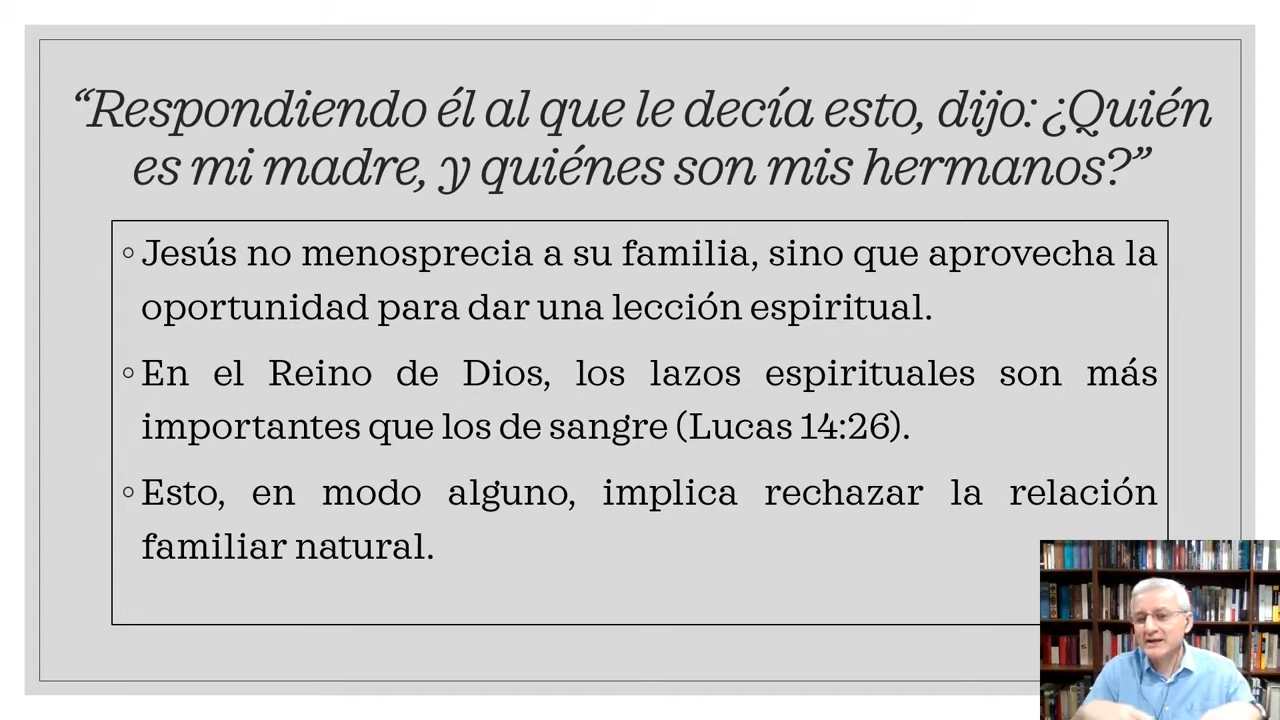 “Respondiendo él al que le decía esto, dijo: ¿Quién
es mi madre, y quiénes son mis hermanos?”
◦ Jesús no menosprecia a su familia, sino que aprovecha la
oportunidad para dar una lección espiritual.
◦ En el Reino de Dios, los lazos espirituales son más
importantes que los de sangre (Lucas 14:26).
◦ Esto, en modo alguno, implica rechazar la relación
familiar natural.